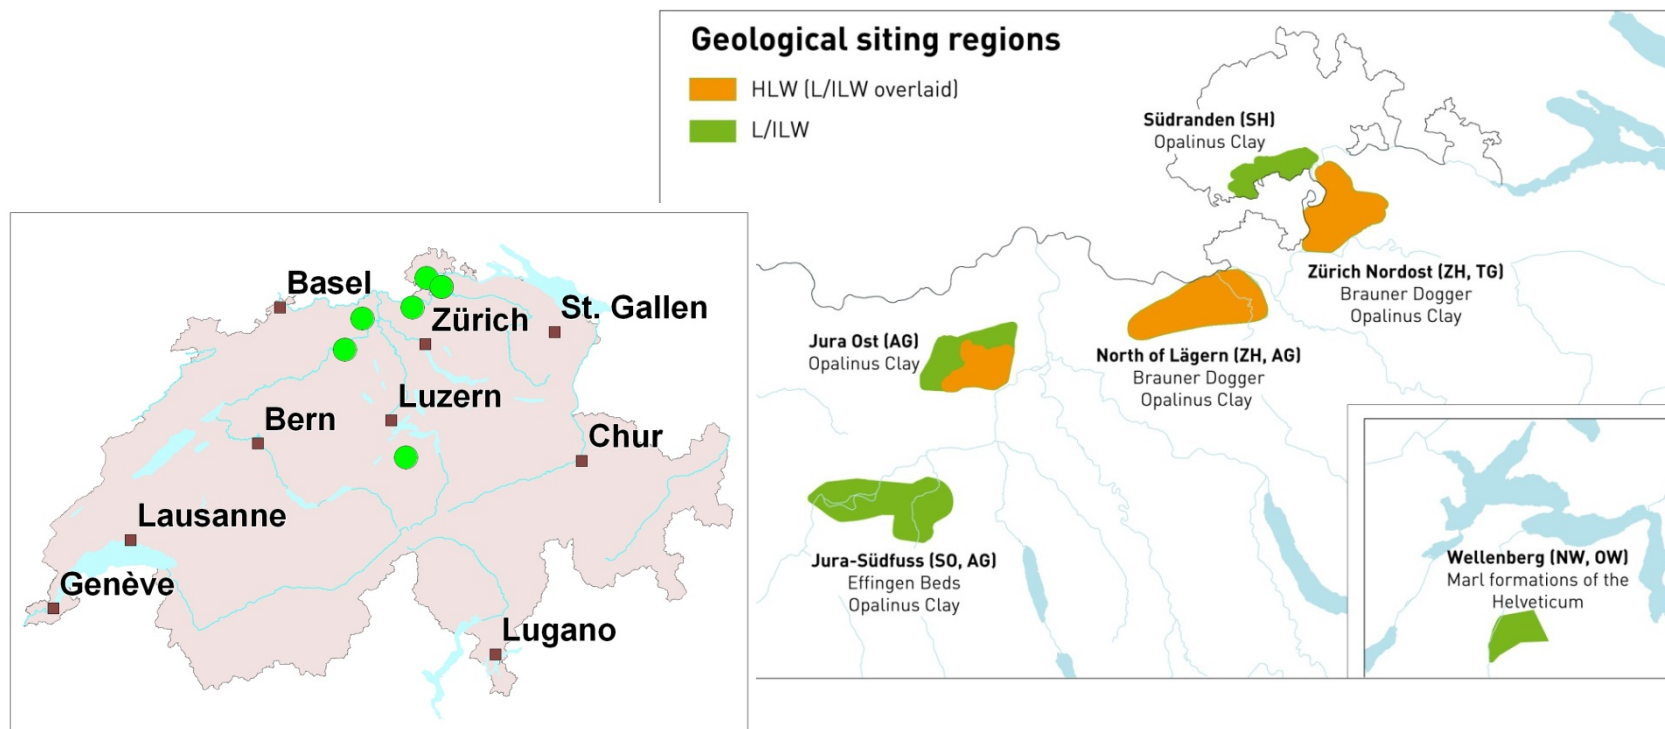 Geological siting regions
HLW (L/ILW overlaid)
L/ILW
Südranden (SH)
Opalinus Clay
Zürich Nordost (ZH, TG)
Brauner Dogger
Opalinus Clay
North of Lägern (ZH, AG)
Brauner Dogger
Opalinus Clay
Jura Ost (AG)
Opalinus Clay
Jura-Südfuss (SO, AG)
Effingen Beds
Opalinus Clay
Wellenberg (NW, OW)
Marl formations of the
Helveticum
Basel
Zürich
St. Gallen
Luzern
Bern
Chur
Lausanne
Genève
Lugano